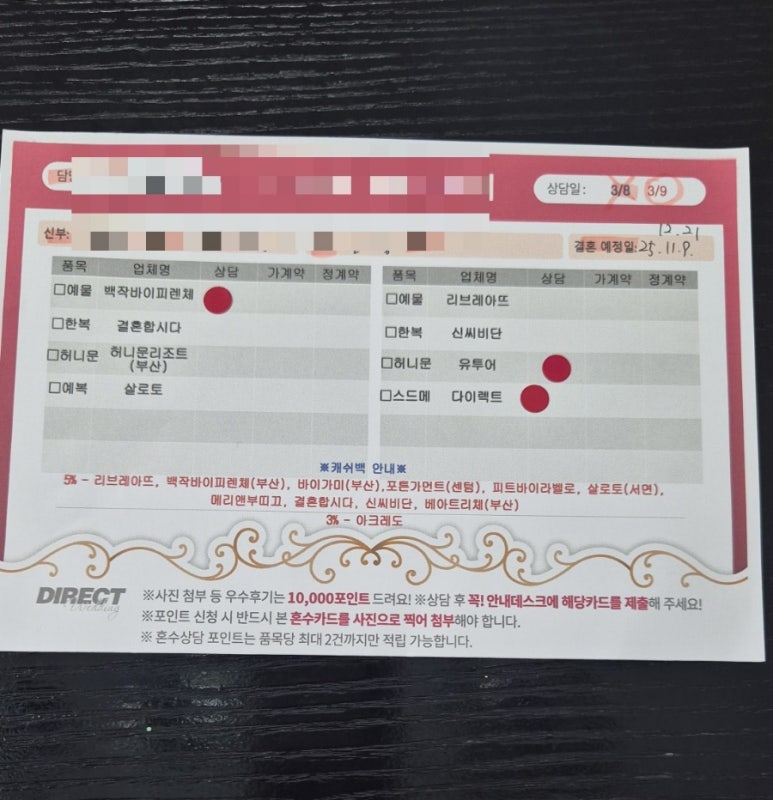 상담일: 3/8 3/9
신부:
12.21
결혼 예정일: 25.11.9.
품목 업체명 상담 가계약 정계약
□예물 백작바이피렌체
□한복 결혼합시다
□허니문 허니문리조트
(부산)
□예복 살로토
품목 업체명 상담 가계약 정계약
□예물 리브레아뜨
□한복 신씨비단
□허니문 유투어
□스드메 다이렉트
※캐쉬백 안내※
5% - 리브레아뜨, 백작바이피렌체(부산), 바이가미(부산),포튼가먼트(센텀), 피트바이라벨로, 살로토(서면),
메리앤부띠끄, 결혼합시다, 신씨비단, 베아트리체(부산)
3% - 아크레도
DIRECT
Wedding
※사진 첨부 등 우수후기는 10,000포인트 드려요! ※상담 후 꼭! 안내데스크에 해당카드를 제출해 주세요!
※포인트 신청 시 반드시 본 혼수카드를 사진으로 찍어 첨부해야 합니다.
※ 혼수상담 포인트는 품목당 최대 2건까지만 적립 가능합니다.